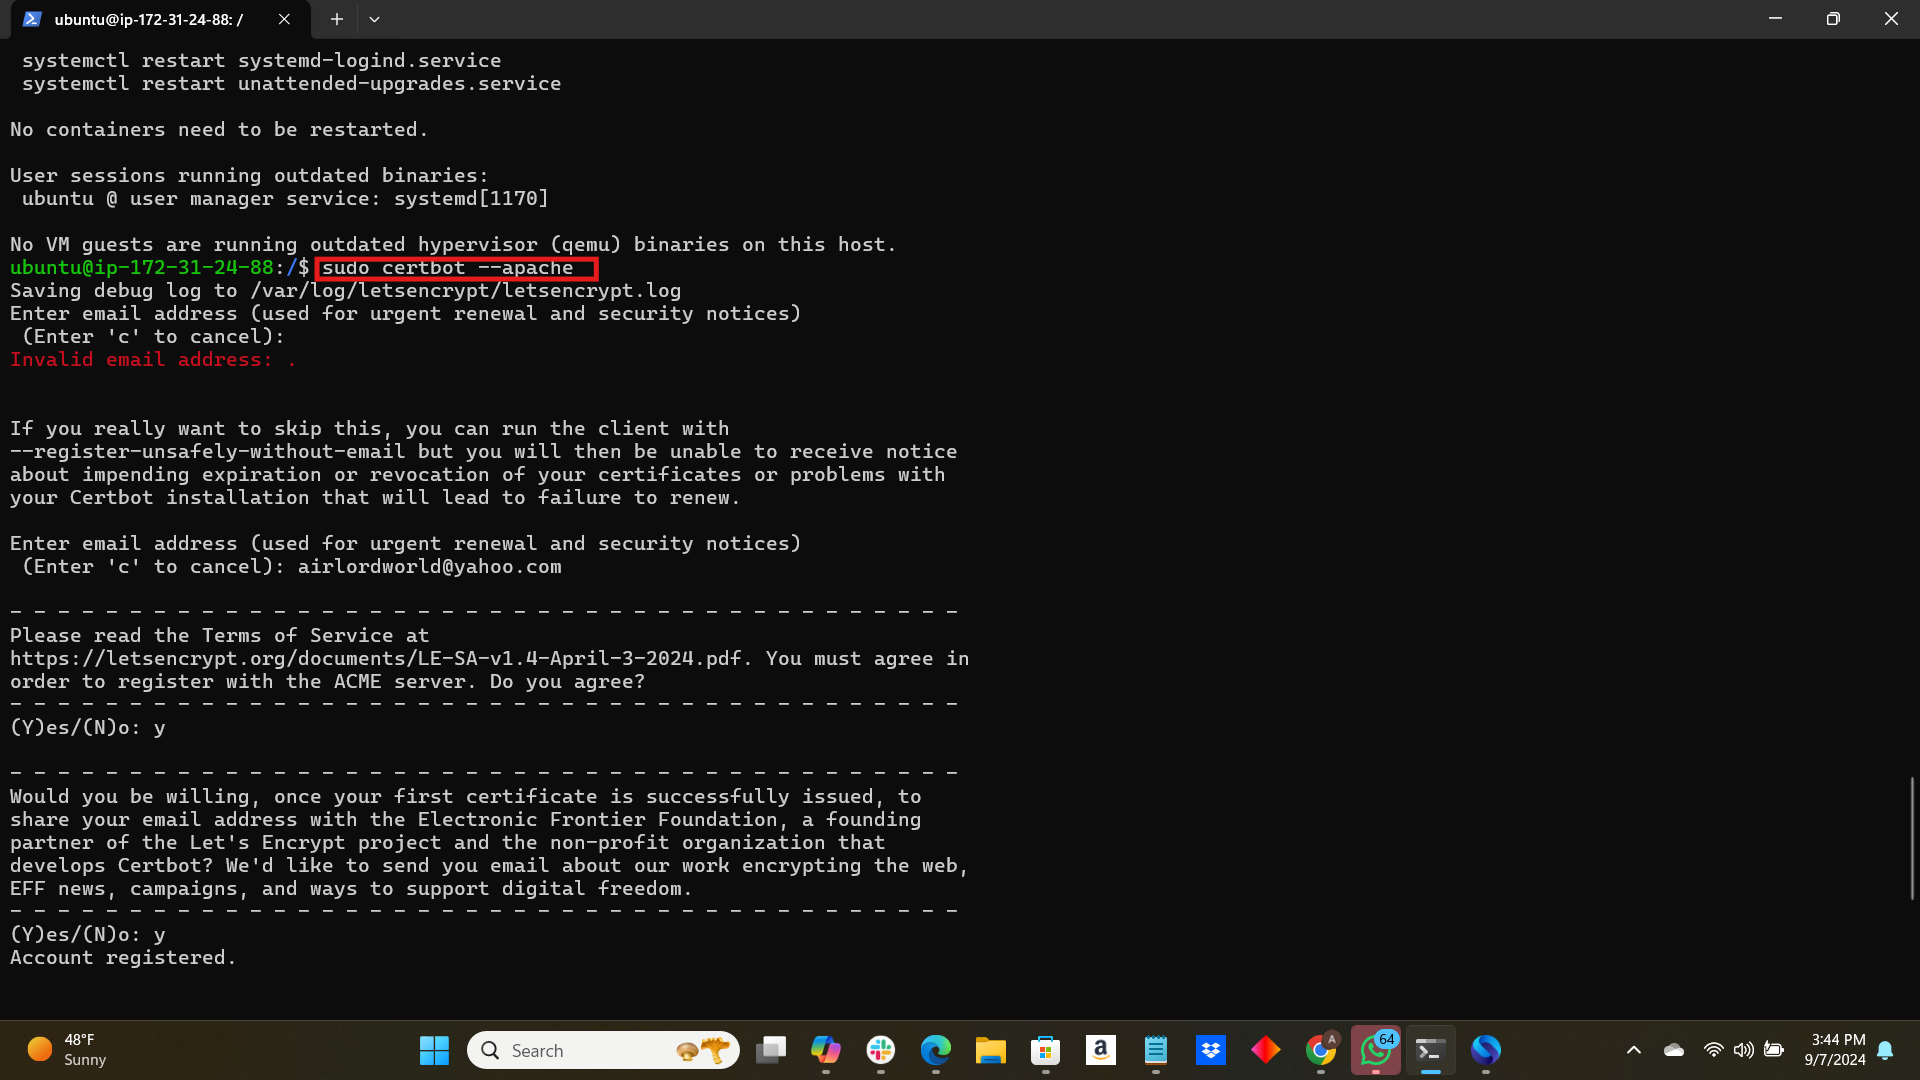 ubuntu@ip-172-31-24-88: /
systemctl restart systemd-logind.service
systemctl restart unattended-upgrades.service
No containers need to be restarted.
User sessions running outdated binaries:
ubuntu @ user manager service: systemd[1170]
No VM guests are running outdated hypervisor (qemu) binaries on this host.
ubuntu@ip-172-31-24-88:/$ sudo certbot --apache
Saving debug log to /var/log/letsencrypt/letsencrypt.log
Enter email address (used for urgent renewal and security notices)
(Enter 'c' to cancel):
Invalid email address: .
If you really want to skip this, you can run the client with
--register-unsafely-without-email but you will then be unable to receive notice
about impending expiration or revocation of your certificates or problems with
your Certbot installation that will lead to failure to renew.
Enter email address (used for urgent renewal and security notices)
(Enter 'c' to cancel): airlordworld@yahoo.com
- - - - - - - - - - - - - - - - - - - - - - - - - - - - - - - - - - - - - - - -
Please read the Terms of Service at
https://letsencrypt.org/documents/LE-SA-v1.4-April-3-2024.pdf. You must agree in
order to register with the ACME server. Do you agree?
- - - - - - - - - - - - - - - - - - - - - - - - - - - - - - - - - - - - - - - -
(Y)es/(N)o: y
- - - - - - - - - - - - - - - - - - - - - - - - - - - - - - - - - - - - - - - -
Would you be willing, once your first certificate is successfully issued, to
share your email address with the Electronic Frontier Foundation, a founding
partner of the Let's Encrypt project and the non-profit organization that
develops Certbot? We'd like to send you email about our work encrypting the web,
EFF news, campaigns, and ways to support digital freedom.
- - - - - - - - - - - - - - - - - - - - - - - - - - - - - - - - - - - - - - - -
(Y)es/(N)o: y
Account registered.
48°F
Sunny
Search
a
A
64
3:44 PM
9/7/2024